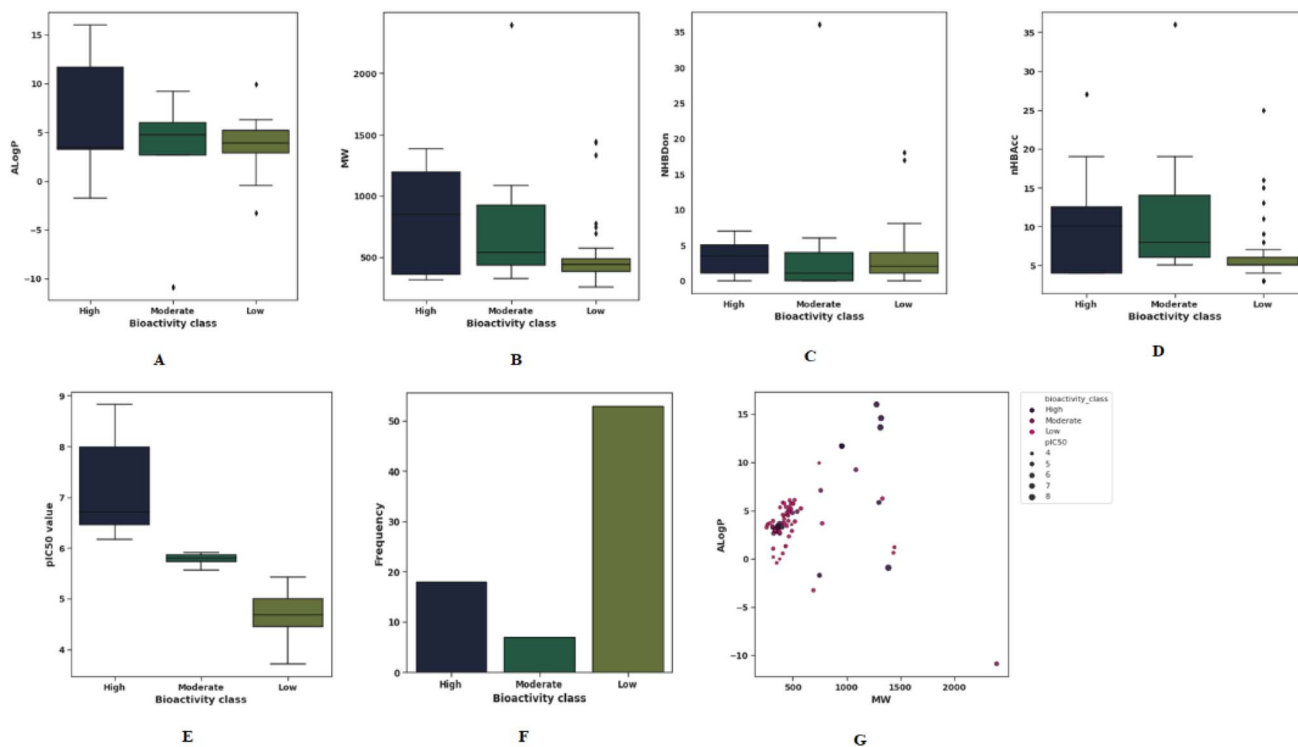 15
10
5
0
−5
−10
ALogP
High
Moderate
Low
Bioactivity class
A
2000
1500
1000
500
MW
High
Moderate
Low
Bioactivity class
B
35
30
25
20
15
10
5
0
NHBDon
High
Moderate
Low
Bioactivity class
C
35
30
25
20
15
10
5
nHBAcc
High
Moderate
Low
Bioactivity class
D
9
8
7
6
5
4
pIC50 value
High
Moderate
Low
Bioactivity class
E
50
40
30
20
10
0
Frequency
High
Moderate
Low
Bioactivity class
F
15
10
5
0
−5
−10
ALogP
500
1000
1500
2000
MW
bioactivity_class
High
Moderate
Low
pIC50
4
5
6
7
8
G